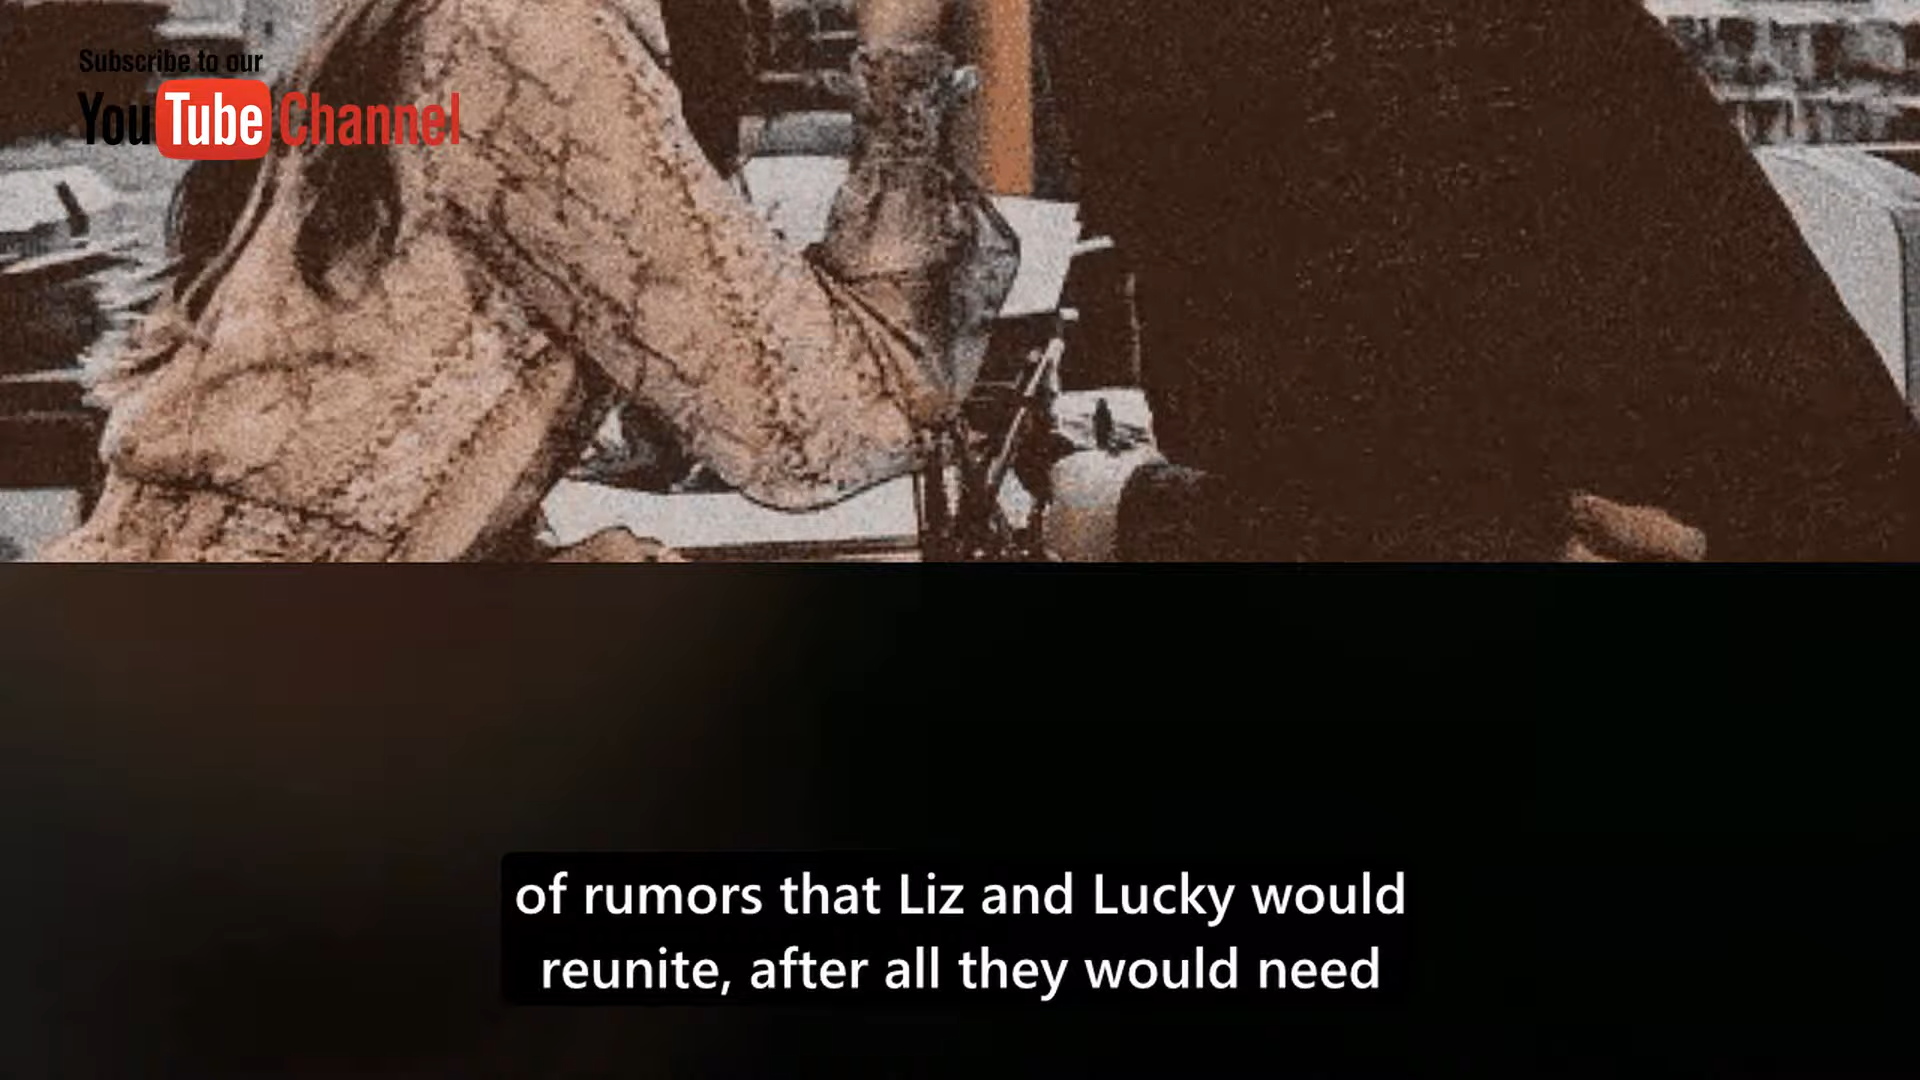 Subscribe to our
YouTube Channel
of rumors that Liz and Lucky would
reunite, after all they would need